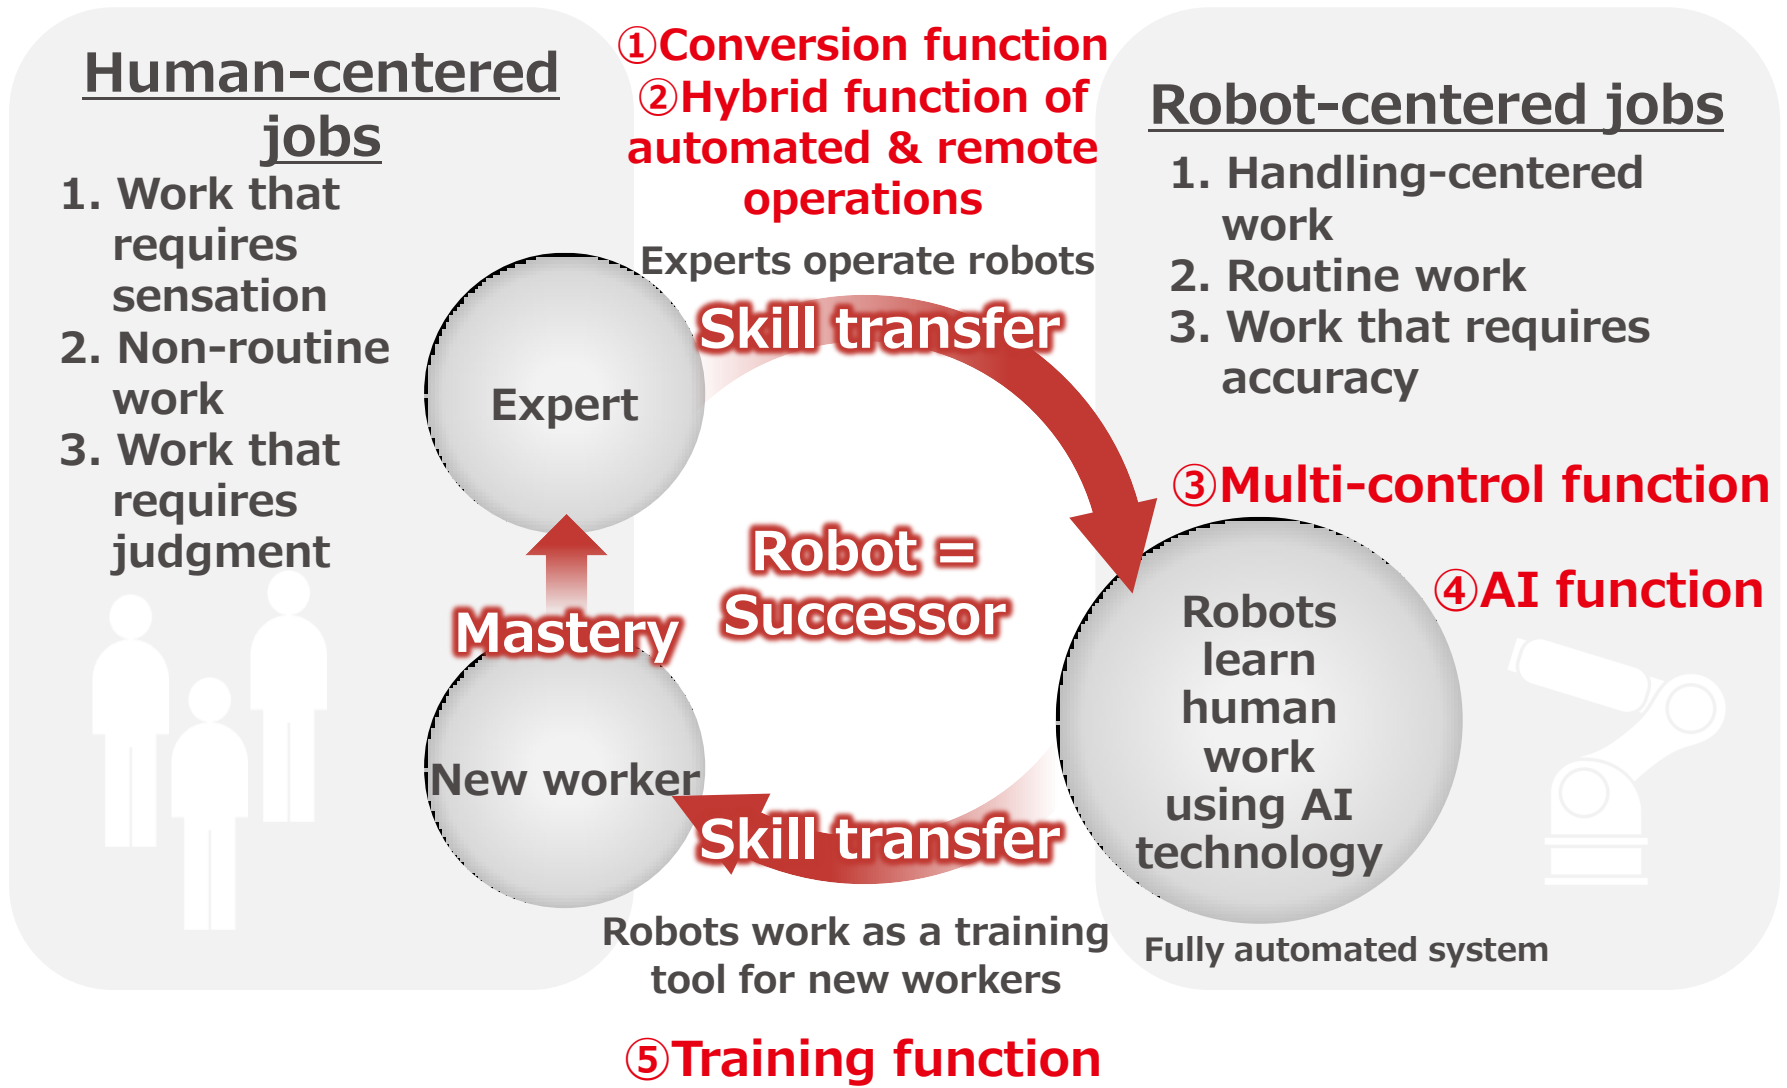 Human-centered
jobs
1. Work that
requires
sensation
2. Non-routine
work
3. Work that
requires
judgment
①Conversion function
②Hybrid function of
automated & remote
operations
Experts operate robots
Skill transfer
Robot-centered jobs
1. Handling-centered
work
2. Routine work
3. Work that requires
accuracy
③Multi-control function
④AI function
Expert
Mastery
New worker
Robot =
Successor
Robots
learn
human
work
using AI
technology
Fully automated system
Skill transfer
Robots work as a training
tool for new workers
⑤Training function